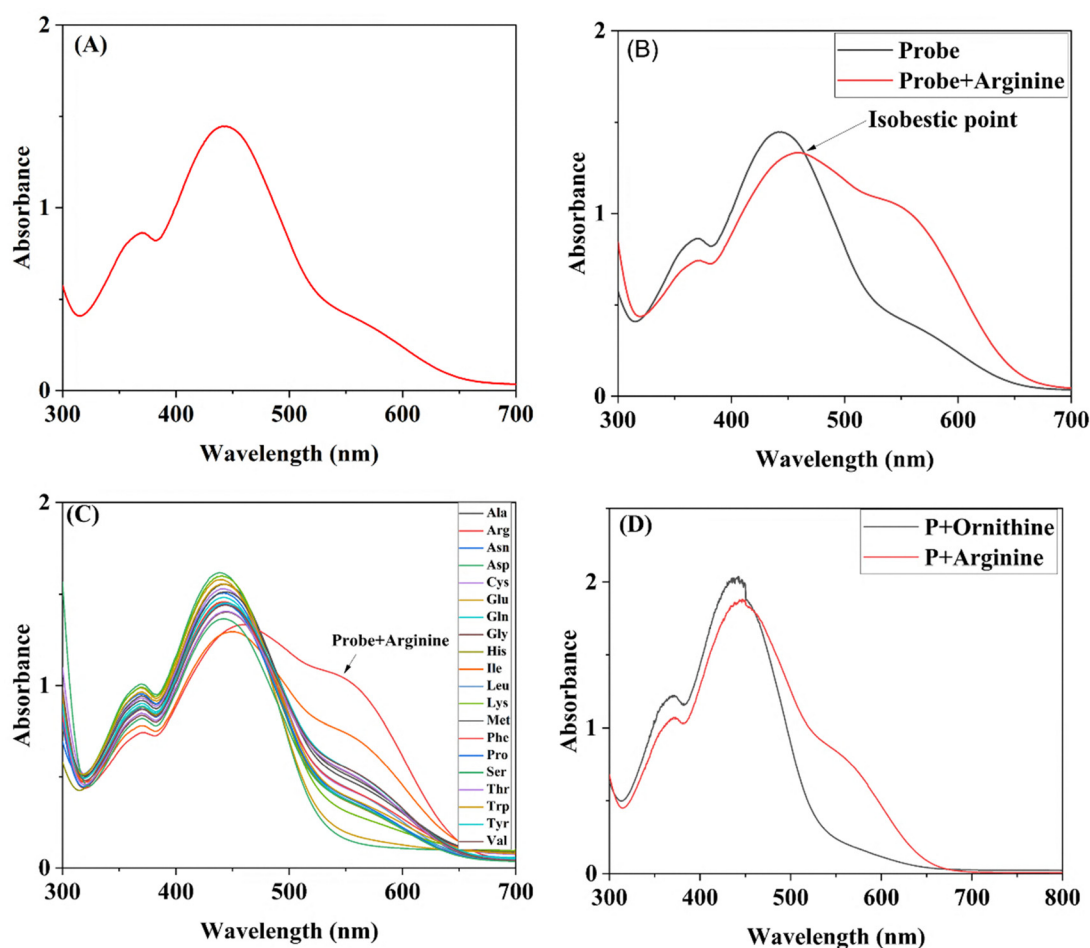 (A)
2
1
0
300
400
500
600
700
Absorbance
Wavelength (nm)
(B)
Probe
Probe+Arginine
Isobestic point
2
1
0
300
400
500
600
700
Absorbance
Wavelength (nm)
(C)
Ala
Arg
Asn
Asp
Cys
Glu
Gln
Gly
His
Ile
Leu
Lys
Met
Phe
Pro
Ser
Thr
Trp
Tyr
Val
Probe+Arginine
2
1
0
300
400
500
600
700
Absorbance
Wavelength (nm)
(D)
P+Ornithine
P+Arginine
2
1
0
300
400
500
600
700
800
Absorbance
Wavelength (nm)